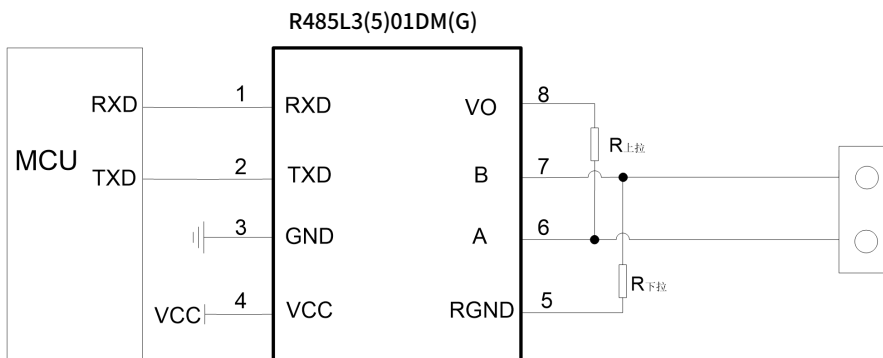 R485L3(5)01DM(G)
RXD 1 RXD VO 8
R上拉
MCU
TXD 2 TXD B 7
3 GND A 6
R下拉
VCC 4 VCC RGND 5